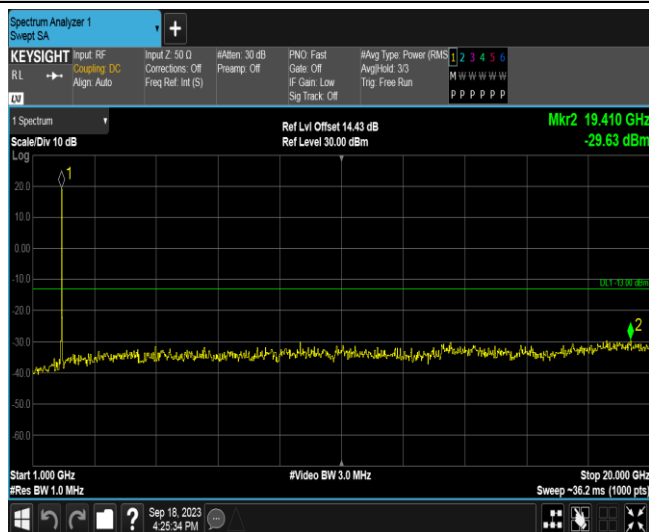 Spectrum Analyzer 1
Swept SA
KEYSIGHT
RL
LXI
Input: RF
Coupling: DC
Align: Auto
Input Z: 50 Ω
Corrections: Off
Freq Ref: Int (S)
#Atten: 30 dB
Preamp: Off
PNO: Fast
Gate: Off
IF Gain: Low
Sig Track: Off
#Avg Type: Power (RMS
Avg|Hold: 3/3
Trig: Free Run
1 2 3 4 5 6
M W W W W W
P P P P P P
1 Spectrum
Scale/Div 10 dB
Ref Lvl Offset 14.43 dB
Ref Level 30.00 dBm
Mkr2 19.410 GHz
-29.63 dBm
Log
1
20.0
10.0
0.00
-10.0
DL1 -13.00 dBm
-20.0
2
-30.0
-40.0
-50.0
-60.0
Start 1.000 GHz
#Video BW 3.0 MHz
Stop 20.000 GHz
#Res BW 1.0 MHz
Sweep ~36.2 ms (1000 pts)
?
Sep 18, 2023
4:25:34 PM